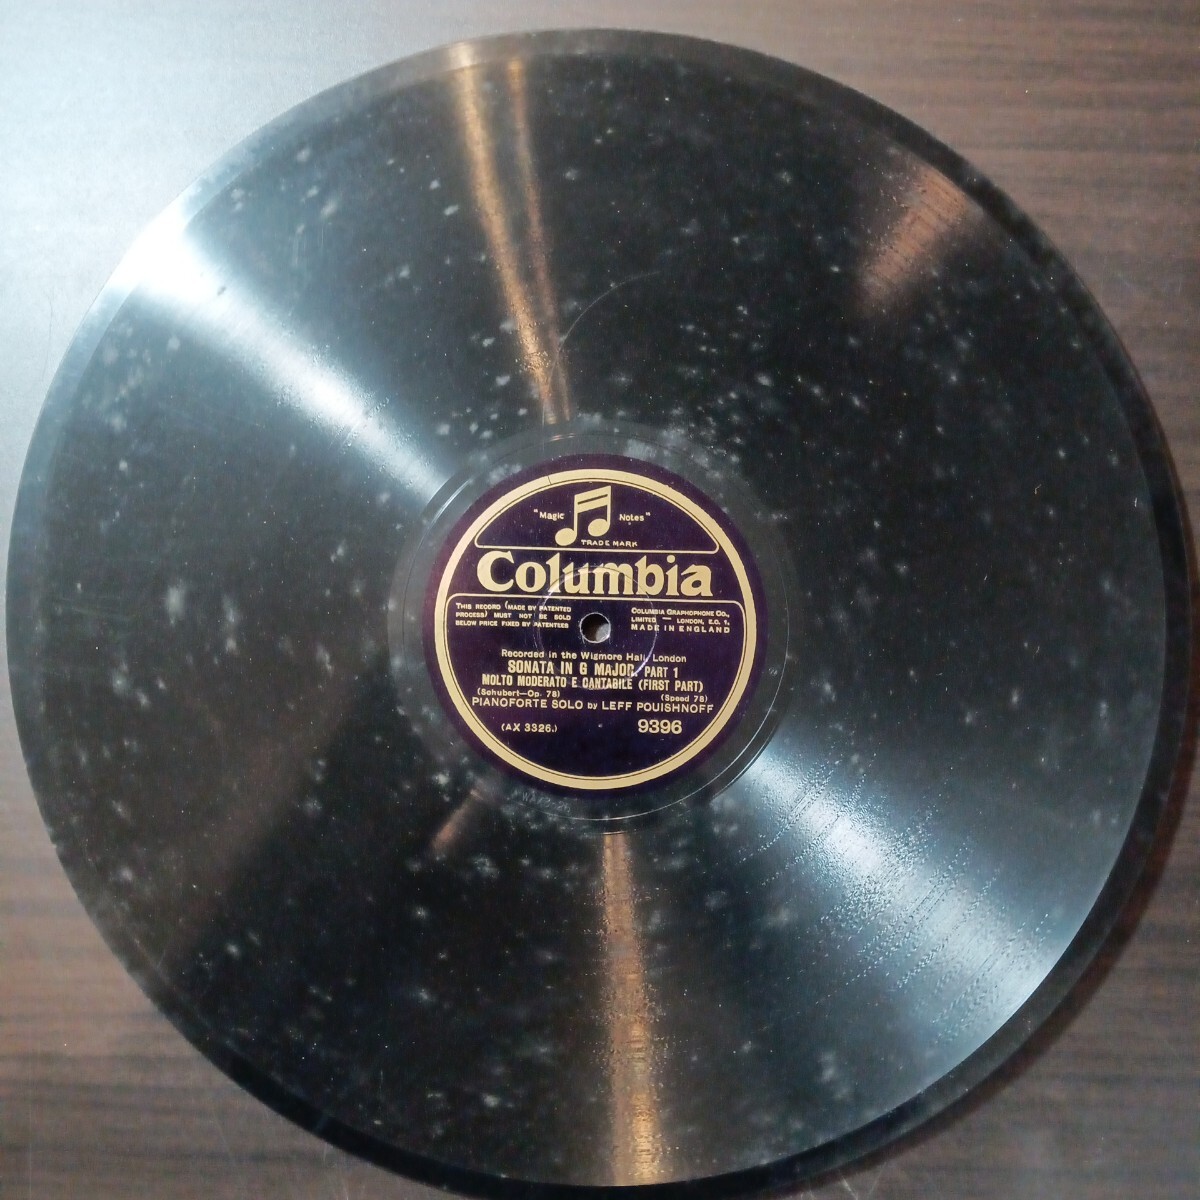 "Magic Notes"
TRADE MARK
Columbia
THIS RECORD (MADE BY PATENTED
PROCESS) MUST NOT BE SOLD
BELOW PRICE FIXED BY PATENTEES
COLUMBIA GRAPHOPHONE CO.,
LIMITED — LONDON, E.C. 1.
MADE IN ENGLAND
Recorded in the Wigmore Hall, London
SONATA IN G MAJOR. PART 1
MOLTO MODERATO E CANTABILE (FIRST PART)
(Schubert—Op. 78) (Speed 78)
PIANOFORTE SOLO by LEFF POUISHNOFF
(AX 3326.) 9396